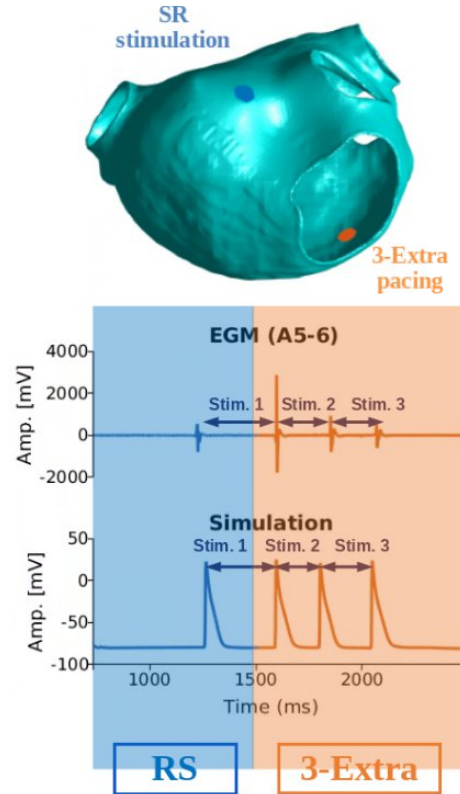 SR
stimulation
3-Extra
pacing
EGM (A5-6)
Amp. [mV]
4000
2000
0
-2000
Stim. 1
Stim. 2
Stim. 3
Simulation
Amp. [mV]
50
0
-50
-100
Stim. 1
Stim. 2
Stim. 3
1000
1500
2000
Time (ms)
RS
3-Extra